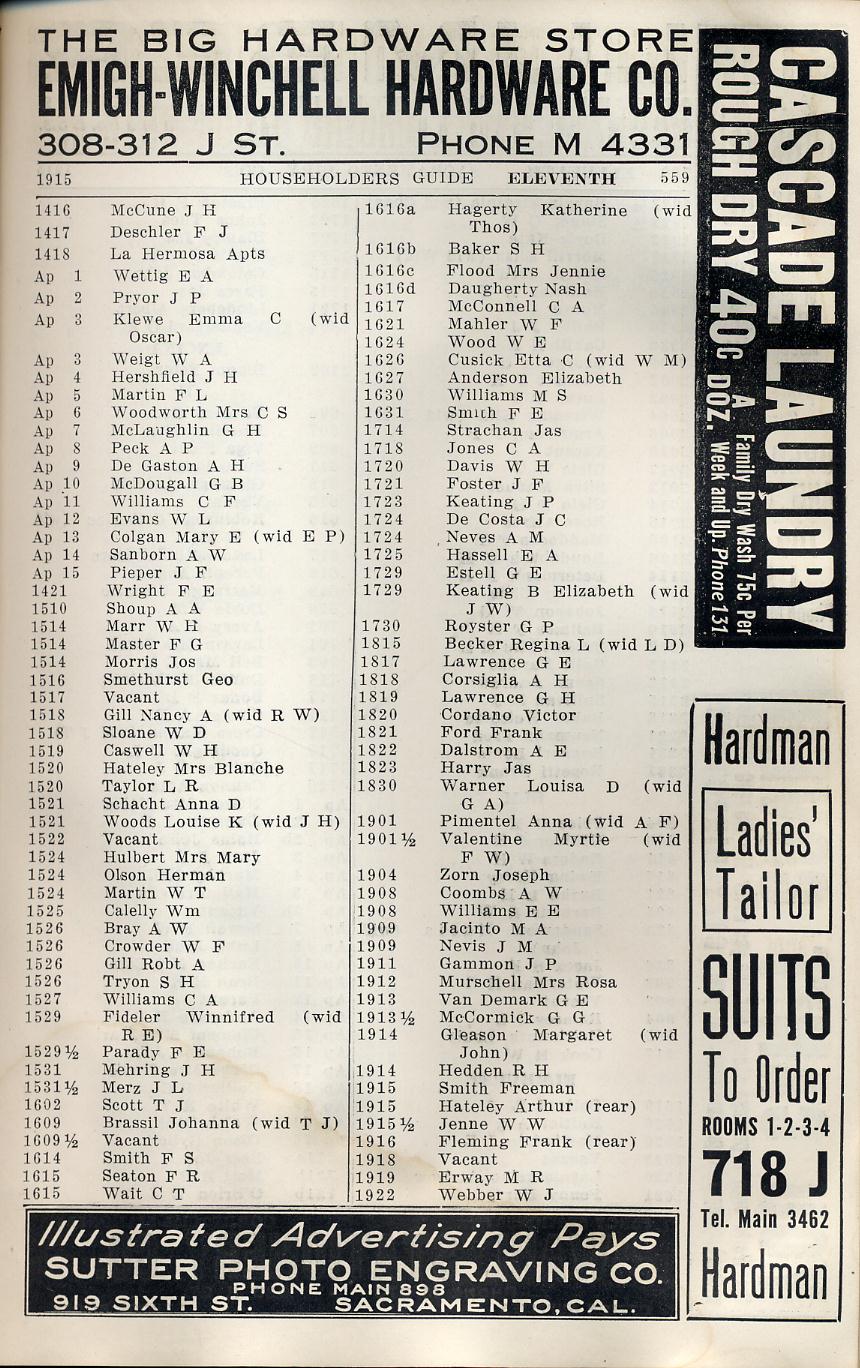 THE BIG HARDWARE STORE
EMIGH-WINCHELL HARDWARE CO.
308-312 J ST. PHONE M 4331
1915 HOUSEHOLDERS GUIDE ELEVENTH 559
1416 McCune J H
1417 Deschler F J
1418 La Hermosa Apts
Ap 1 Wettig E A
Ap 2 Pryor J P
Ap 3 Klewe Emma C (wid
Oscar)
Ap 3 Weigt W A
Ap 4 Hershfield J H
Ap 5 Martin F L
Ap 6 Woodworth Mrs C S
Ap 7 McLaughlin G H
Ap 8 Peck A P
Ap 9 De Gaston A H
Ap 10 McDougall G B
Ap 11 Williams C F
Ap 12 Evans W L
Ap 13 Colgan Mary E (wid E P)
Ap 14 Sanborn A W
Ap 15 Pieper J F
1421 Wright F E
1510 Shoup A A
1514 Marr W H
1514 Master F G
1514 Morris Jos
1516 Smethurst Geo
1517 Vacant
1518 Gill Nancy A (wid R W)
1518 Sloane W D
1519 Caswell W H
1520 Hateley Mrs Blanche
1520 Taylor L R
1521 Schacht Anna D
1521 Woods Louise K (wid J H)
1522 Vacant
1524 Hulbert Mrs Mary
1524 Olson Herman
1524 Martin W T
1525 Calelly Wm
1526 Bray A W
1526 Crowder W F
1526 Gill Robt A
1526 Tryon S H
1527 Williams C A
1529 Fideler Winnifred (wid
R E)
1529½ Parady F E
1531 Mehring J H
1531½ Merz J L
1602 Scott T J
1609 Brassil Johanna (wid T J)
1609½ Vacant
1614 Smith F S
1615 Seaton F R
1615 Wait C T
1616a Hagerty Katherine (wid
Thos)
1616b Baker S H
1616c Flood Mrs Jennie
1616d Daugherty Nash
1617 McConnell C A
1621 Mahler W F
1624 Wood W E
1626 Cusick Etta C (wid W M)
1627 Anderson Elizabeth
1630 Williams M S
1631 Smith F E
1714 Strachan Jas
1718 Jones C A
1720 Davis W H
1721 Foster J F
1723 Keating J P
1724 De Costa J C
1724 Neves A M
1725 Hassell E A
1729 Estell G E
1729 Keating B Elizabeth (wid
J W)
1730 Royster G P
1815 Becker Regina L (wid L D)
1817 Lawrence G E
1818 Corsiglia A H
1819 Lawrence G H
1820 Cordano Victor
1821 Ford Frank
1822 Dalstrom A E
1823 Harry Jas
1830 Warner Louisa D (wid
G A)
1901 Pimentel Anna (wid A F)
1901½ Valentine Myrtie (wid
F W)
1904 Zorn Joseph
1908 Coombs A W
1908 Williams E E
1909 Jacinto M A
1909 Nevis J M
1911 Gammon J P
1912 Murschell Mrs Rosa
1913 Van Demark G E
1913½ McCormick G G
1914 Gleason Margaret (wid
John)
1914 Hedden R H
1915 Smith Freeman
1915 Hateley Arthur (rear)
1915½ Jenne W W
1916 Fleming Frank (rear)
1918 Vacant
1919 Erway M R
1922 Webber W J
CASCADE LAUNDRY
ROUGH DRY 40c A DOZ.
Family Dry Wash 75c Per
Week and Up. Phone 131
Hardman
Ladies'
Tailor
SUITS
To Order
ROOMS 1-2-3-4
718 J
Tel. Main 3462
Hardman
Illustrated Advertising Pays
SUTTER PHOTO ENGRAVING CO.
PHONE MAIN 898
919 SIXTH ST. SACRAMENTO, CAL.